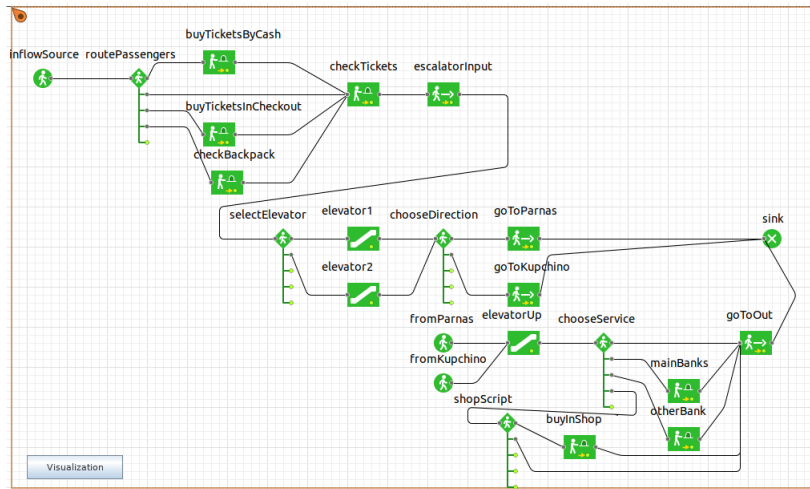 buyTicketsByCash
inflowSource routePassengers
checkTickets escalatorInput
buyTicketsInCheckout
checkBackpack
selectElevator elevator1 chooseDirection goToParnas sink
elevator2 goToKupchino
fromParnas elevatorUp chooseService goToOut
fromKupchino mainBanks
shopScript otherBank
buyInShop
Visualization